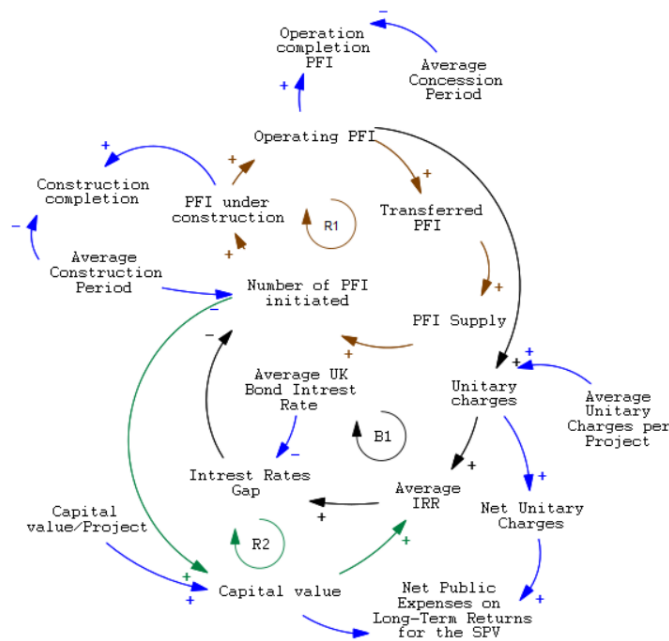 Operation
completion
PFI
Average
Concession
Period
Operating PFI
Construction
completion
PFI under
construction
R1
Transferred
PFI
Average
Construction
Period
Number of PFI
initiated
PFI Supply
Average UK
Bond Intrest
Rate
Unitary
charges
Average
Unitary
Charges per
Project
B1
Intrest Rates
Gap
Average
IRR
Net Unitary
Charges
Capital
value/Project
R2
Capital value
Net Public
Expenses on
Long-Term Returns
for the SPV